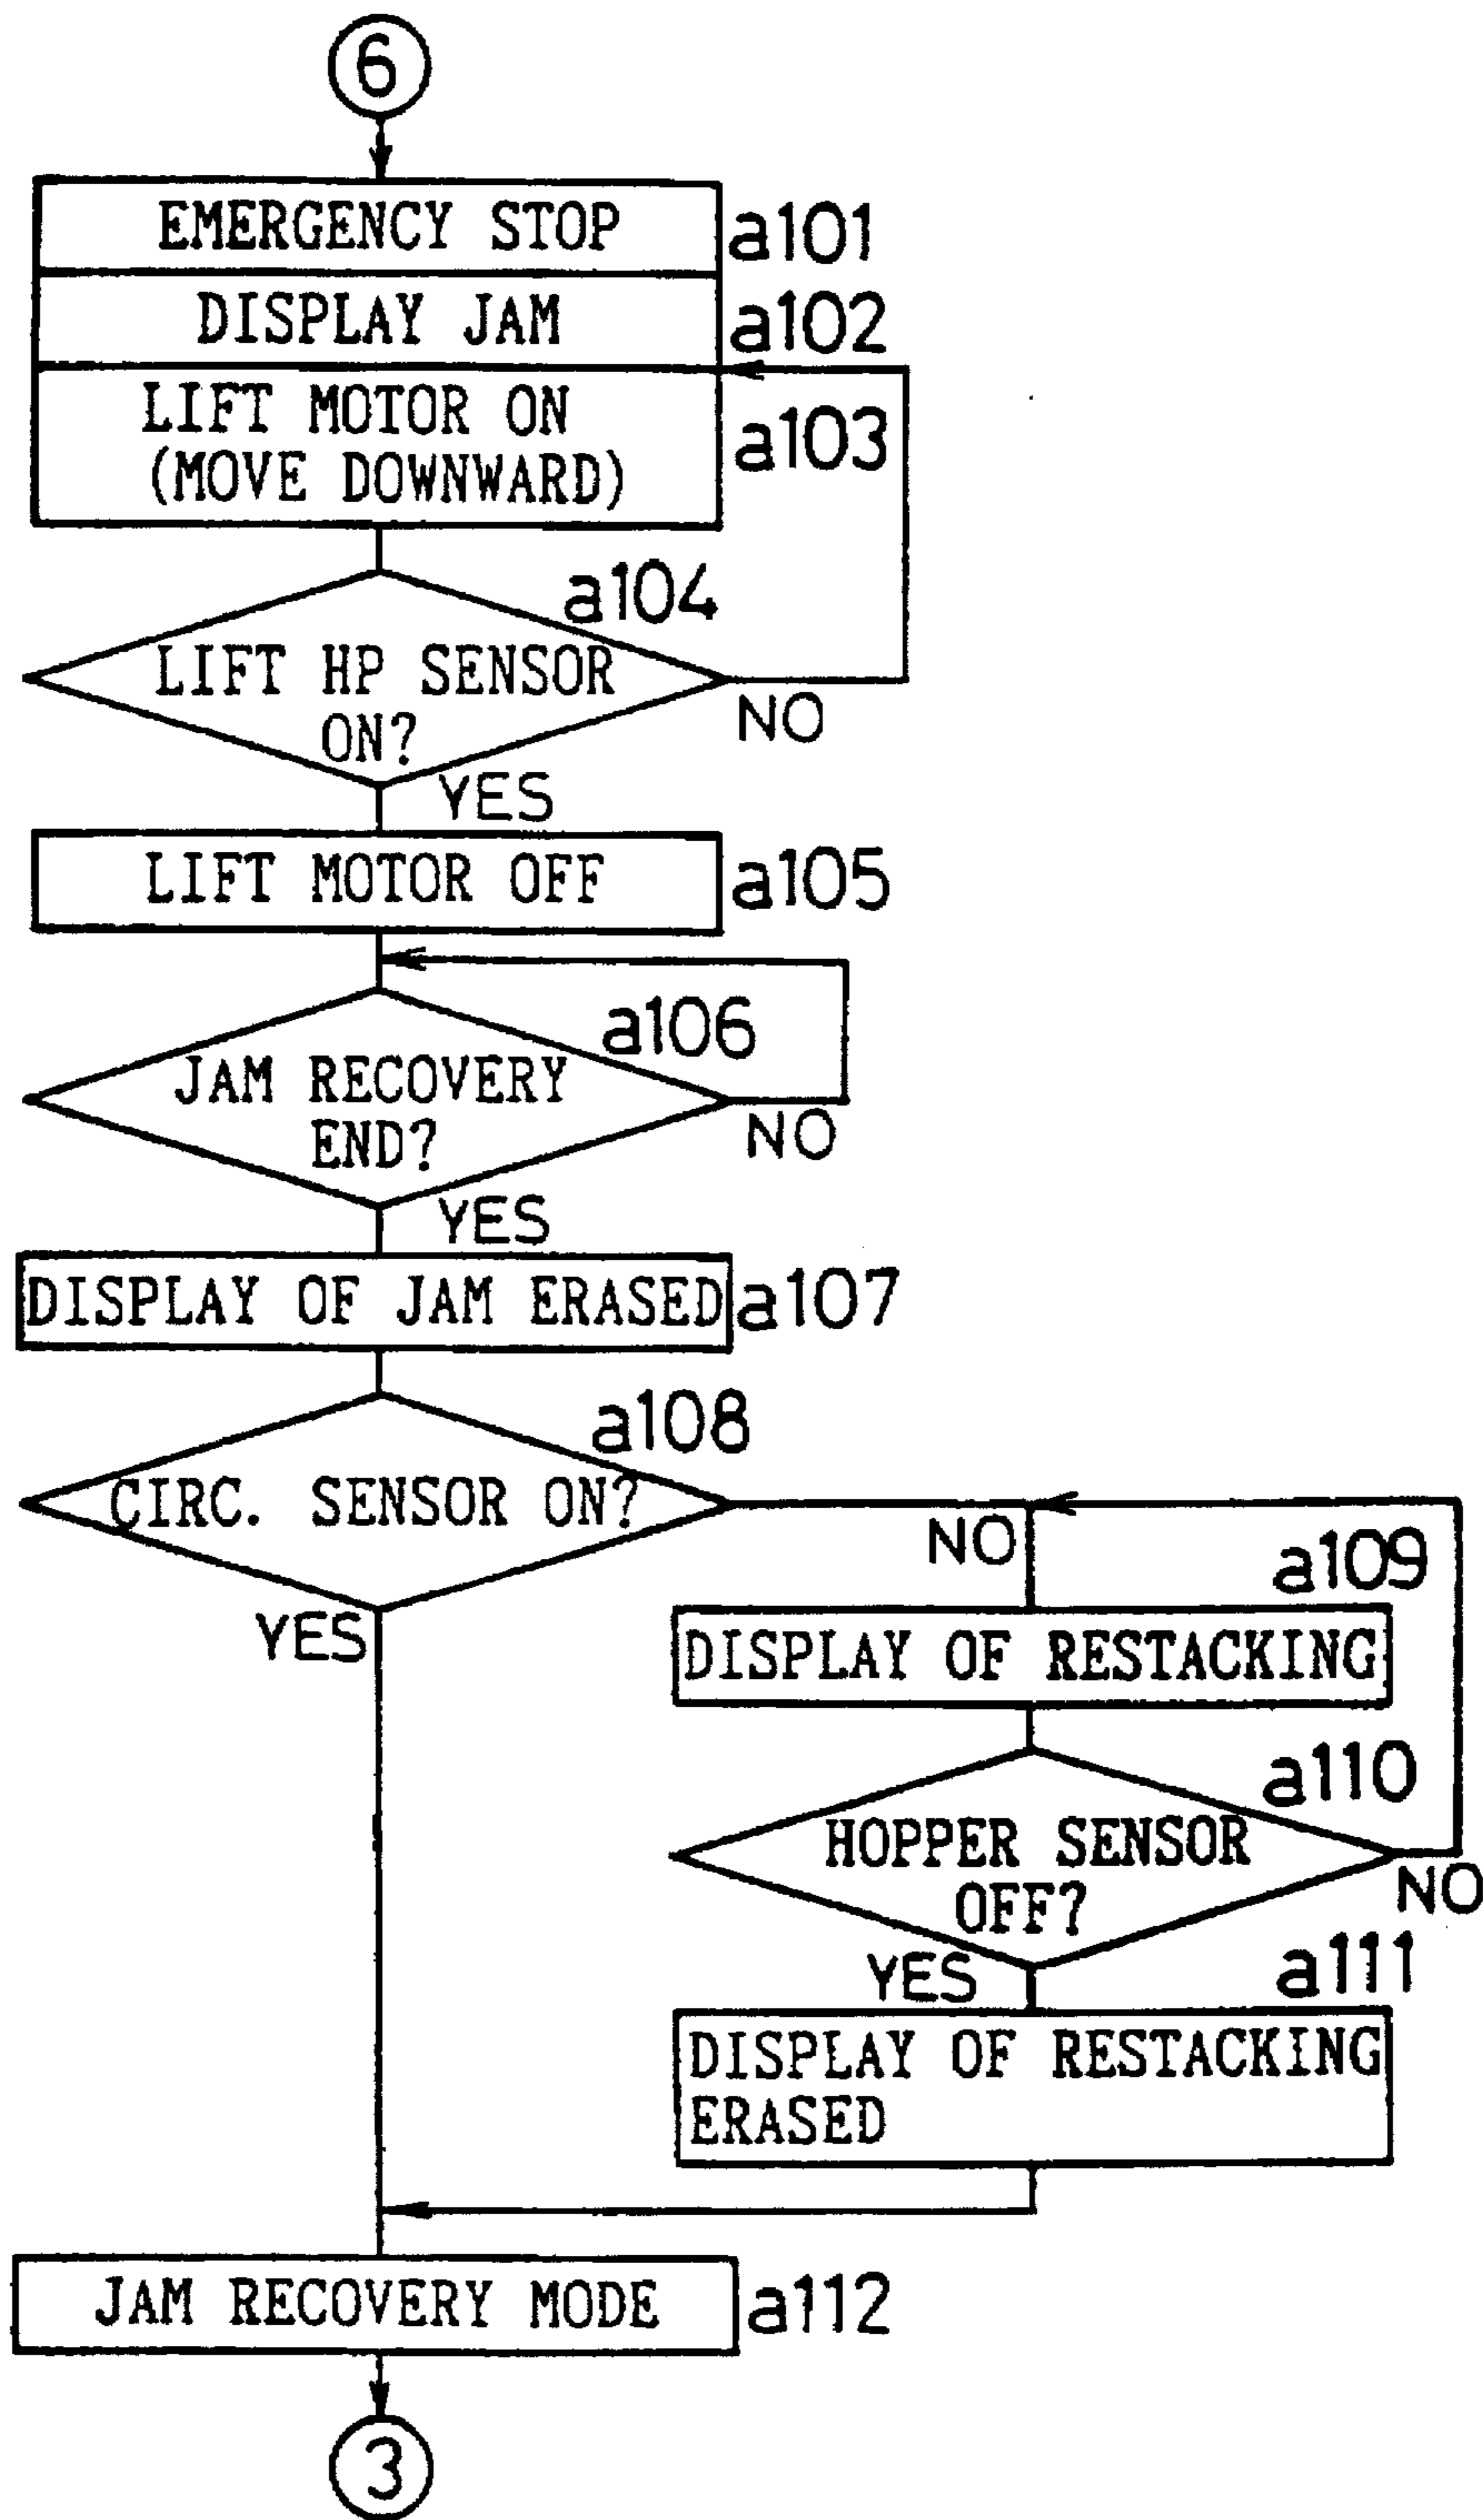 6
EMERGENCY STOP
a101
DISPLAY JAM
a102
LIFT MOTOR ON
(MOVE DOWNWARD)
a103
a104
LIFT HP SENSOR
ON?
NO
YES
LIFT MOTOR OFF
a105
a106
JAM RECOVERY
END?
NO
YES
DISPLAY OF JAM ERASED
a107
a108
CIRC. SENSOR ON?
NO
YES
a109
DISPLAY OF RESTACKING
a110
HOPPER SENSOR
OFF?
NO
YES
a111
DISPLAY OF RESTACKING
ERASED
JAM RECOVERY MODE
a112
3